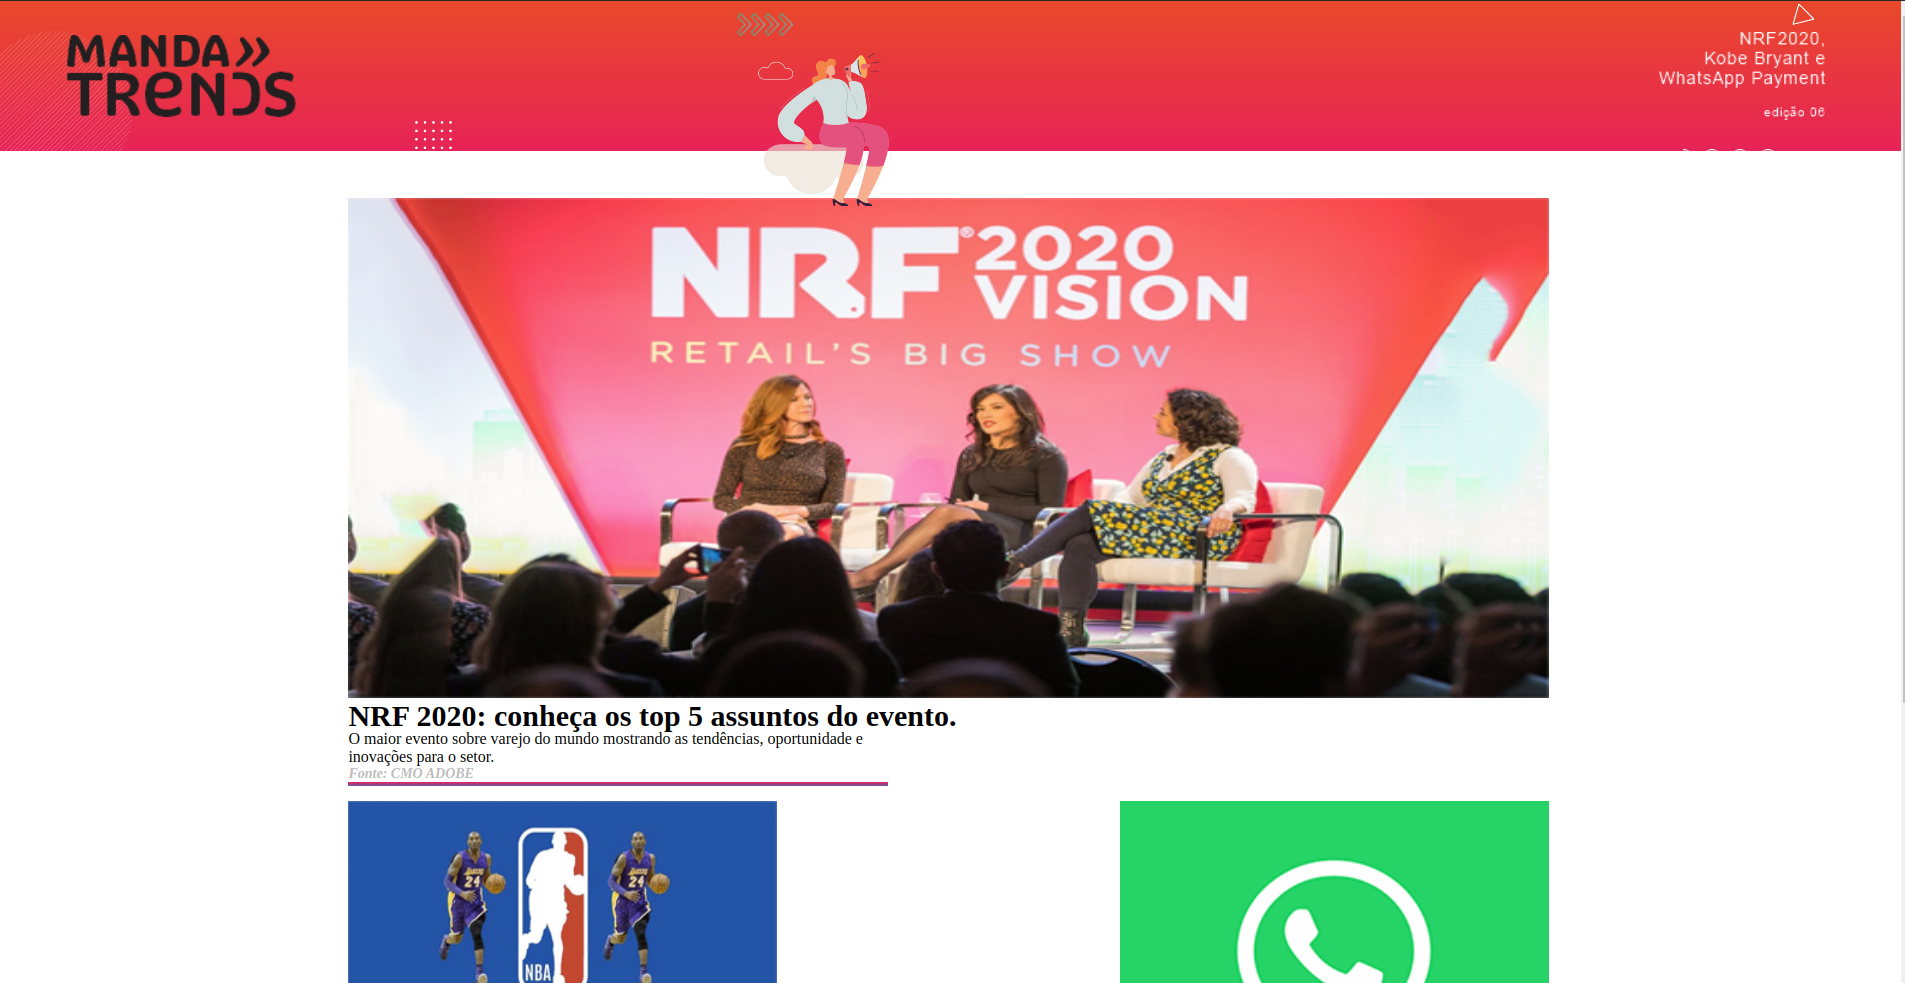 MANDA
TRENDS
NRF2020,
Kobe Bryant e
WhatsApp Payment
edição 06
NRF® 2020
VISION
RETAIL'S BIG SHOW
NRF 2020: conheça os top 5 assuntos do evento.
O maior evento sobre varejo do mundo mostrando as tendências, oportunidade e
inovações para o setor.
Fonte: CMO ADOBE
LAKERS
24
LAKERS
24
NBA